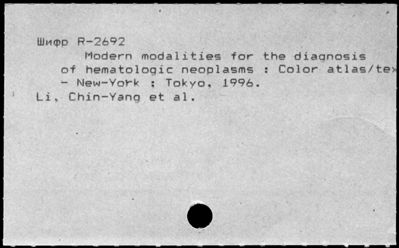 Шифр R-2692
Modern modalities for the diagnosis
of hematologic neoplasms : Color atlas/tex
- New-York ; Tokyo, 1996.
Li, Chin-Yang et al.